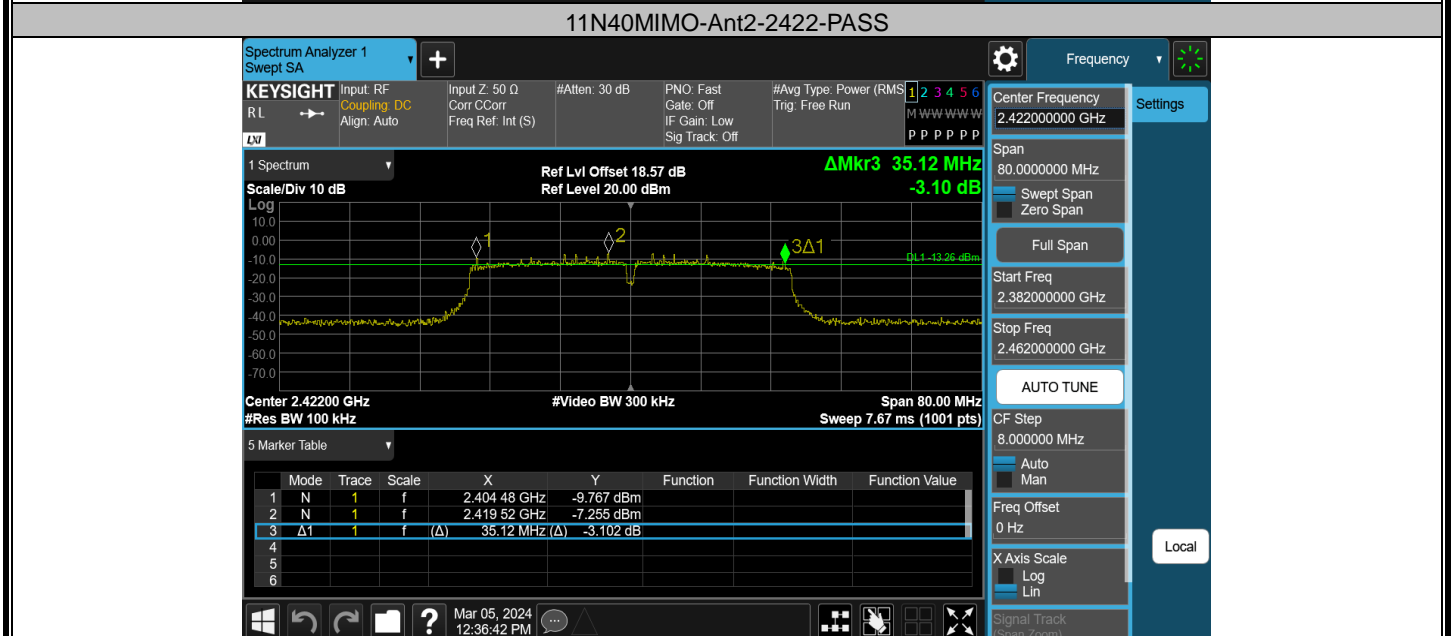 11N40MIMO-Ant2-2422-PASS
Spectrum Analyzer 1
Swept SA
+
Frequency
KEYSIGHT
RL
LXI
Input: RF
Coupling: DC
Align: Auto
Input Z: 50 Ω
Corr CCorr
Freq Ref: Int (S)
#Atten: 30 dB
PNO: Fast
Gate: Off
IF Gain: Low
Sig Track: Off
#Avg Type: Power (RMS
Trig: Free Run
1 2 3 4 5 6
M W W W W W
P P P P P P
1 Spectrum
Scale/Div 10 dB
Log
Ref Lvl Offset 18.57 dB
Ref Level 20.00 dBm
ΔMkr3 35.12 MHz
-3.10 dB
10.0
0.00
-10.0
-20.0
-30.0
-40.0
-50.0
-60.0
-70.0
1
2
3Δ1
DL1 -13.26 dBm
Center 2.42200 GHz
#Video BW 300 kHz
Span 80.00 MHz
#Res BW 100 kHz
Sweep 7.67 ms (1001 pts)
5 Marker Table
Mode Trace Scale X Y Function Function Width Function Value
1 N 1 f 2.404 48 GHz -9.767 dBm
2 N 1 f 2.419 52 GHz -7.255 dBm
3 Δ1 1 f (Δ) 35.12 MHz (Δ) -3.102 dB
4
5
6
?
Mar 05, 2024
12:36:42 PM
Center Frequency
2.422000000 GHz
Settings
Span
80.0000000 MHz
Swept Span
Zero Span
Full Span
Start Freq
2.382000000 GHz
Stop Freq
2.462000000 GHz
AUTO TUNE
CF Step
8.000000 MHz
Auto
Man
Freq Offset
0 Hz
X Axis Scale
Log
Lin
Local
Signal Track
(Span Zoom)